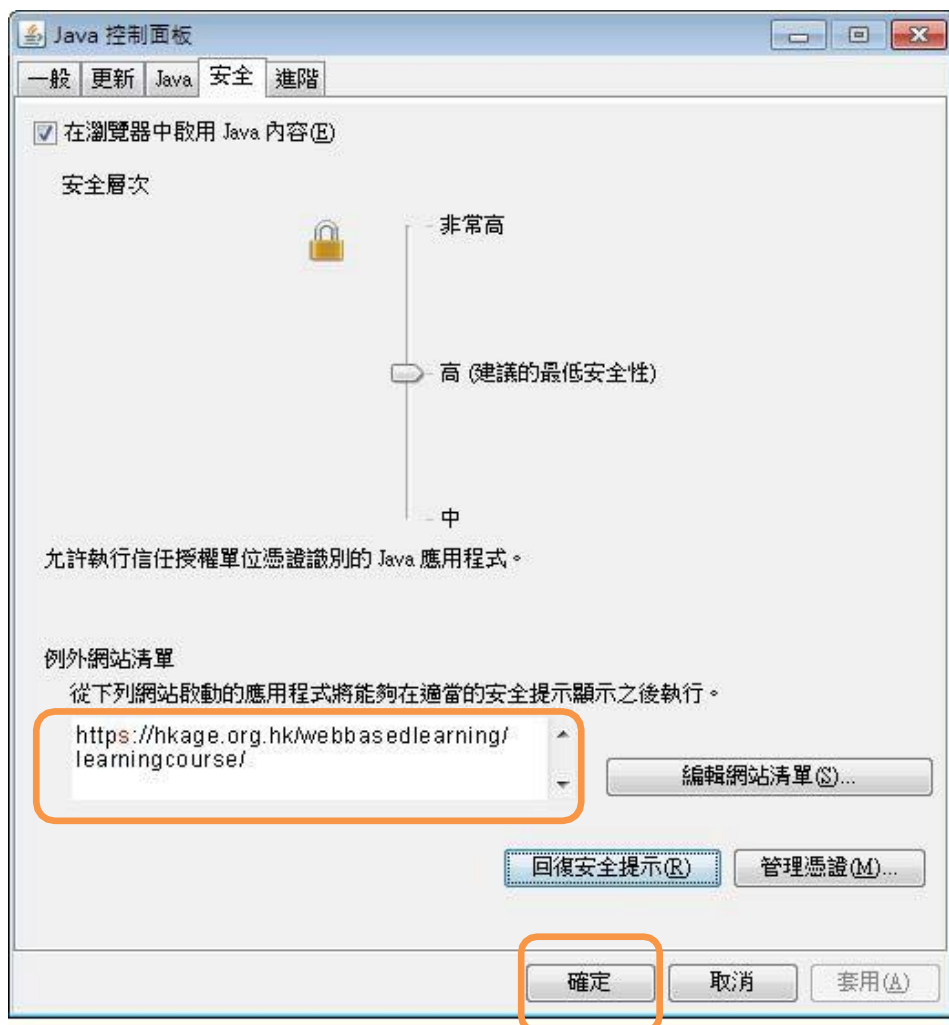 Java 控制面板
一般 更新 Java 安全 進階
在瀏覽器中啟用 Java 內容(E)
安全層次
非常高
高 (建議的最低安全性)
中
允許執行信任授權單位憑證識別的 Java 應用程式。
例外網站清單
從下列網站啟動的應用程式將能夠在適當的安全提示顯示之後執行。
https://hkage.org.hk/webbasedlearning/
learningcourse/
編輯網站清單(S)...
回復安全提示(R) 管理憑證(M)...
確定 取消 套用(A)